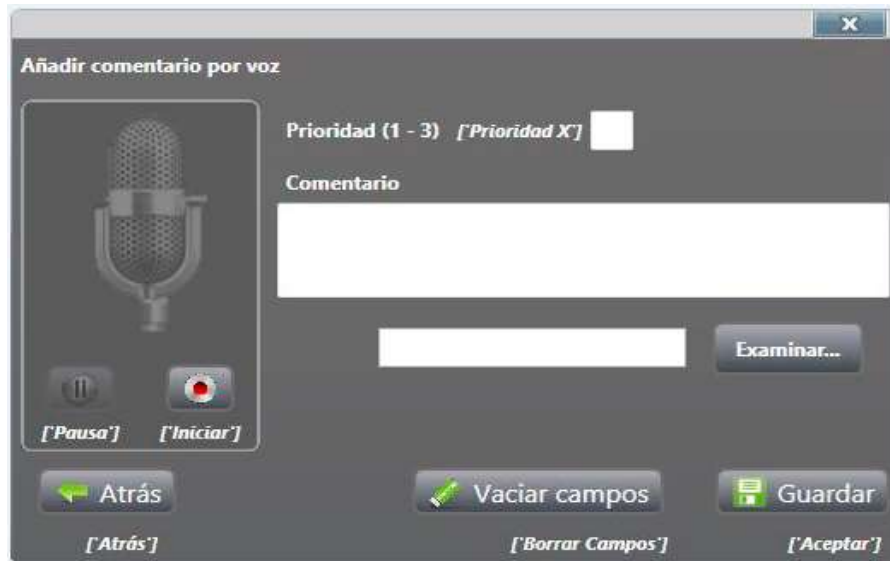 Añadir comentario por voz
Prioridad (1 - 3) ['Prioridad X']
Comentario
Examinar...
['Pausa'] ['Iniciar']
Atrás Vaciar campos Guardar
['Atrás'] ['Borrar Campos'] ['Aceptar']